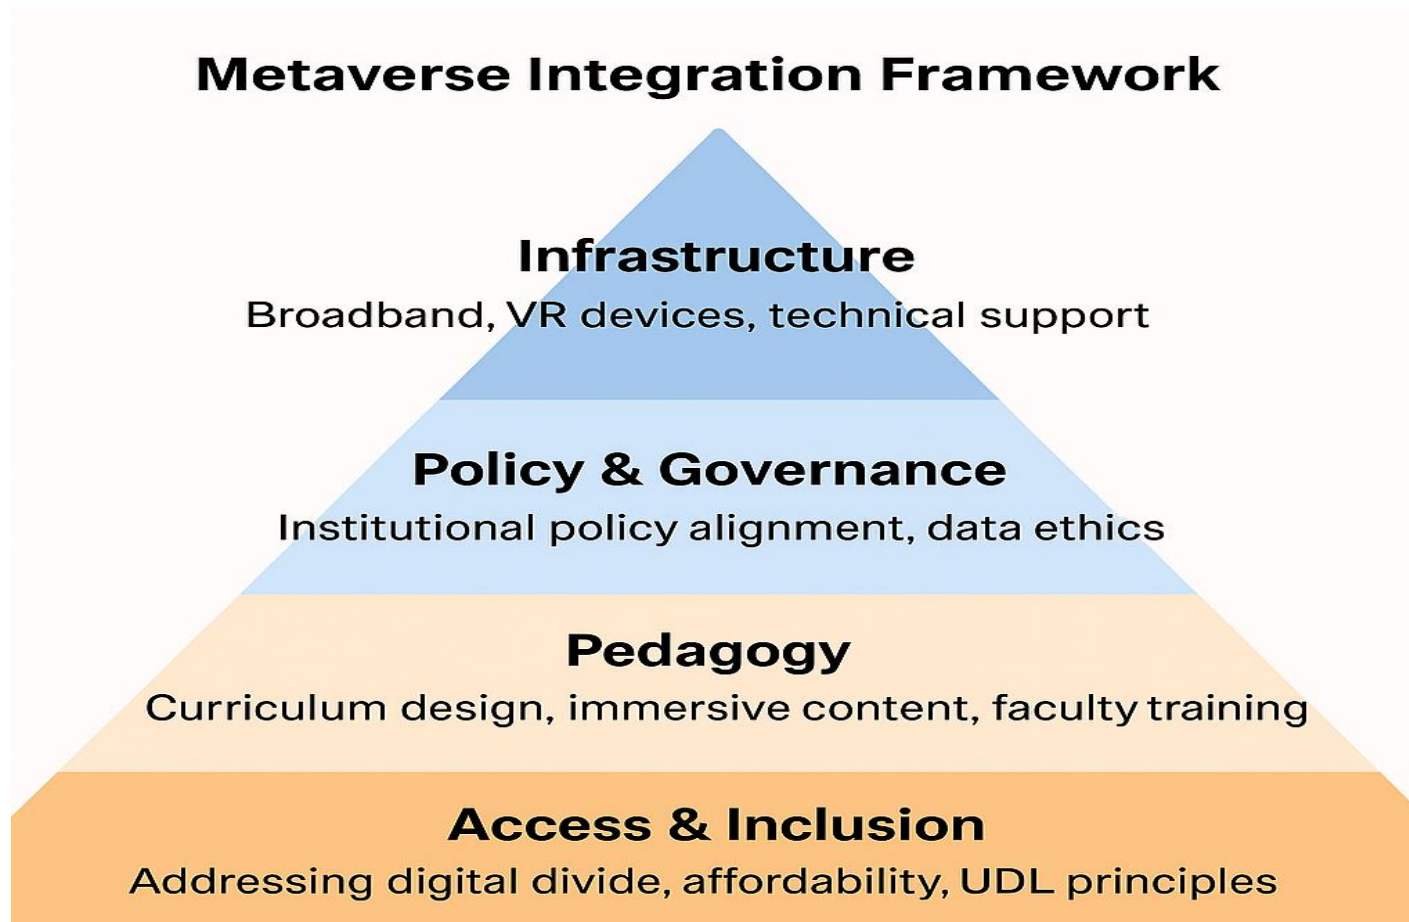 Metaverse Integration Framework
Infrastructure
Broadband, VR devices, technical support
Policy & Governance
Institutional policy alignment, data ethics
Pedagogy
Curriculum design, immersive content, faculty training
Access & Inclusion
Addressing digital divide, affordability, UDL principles